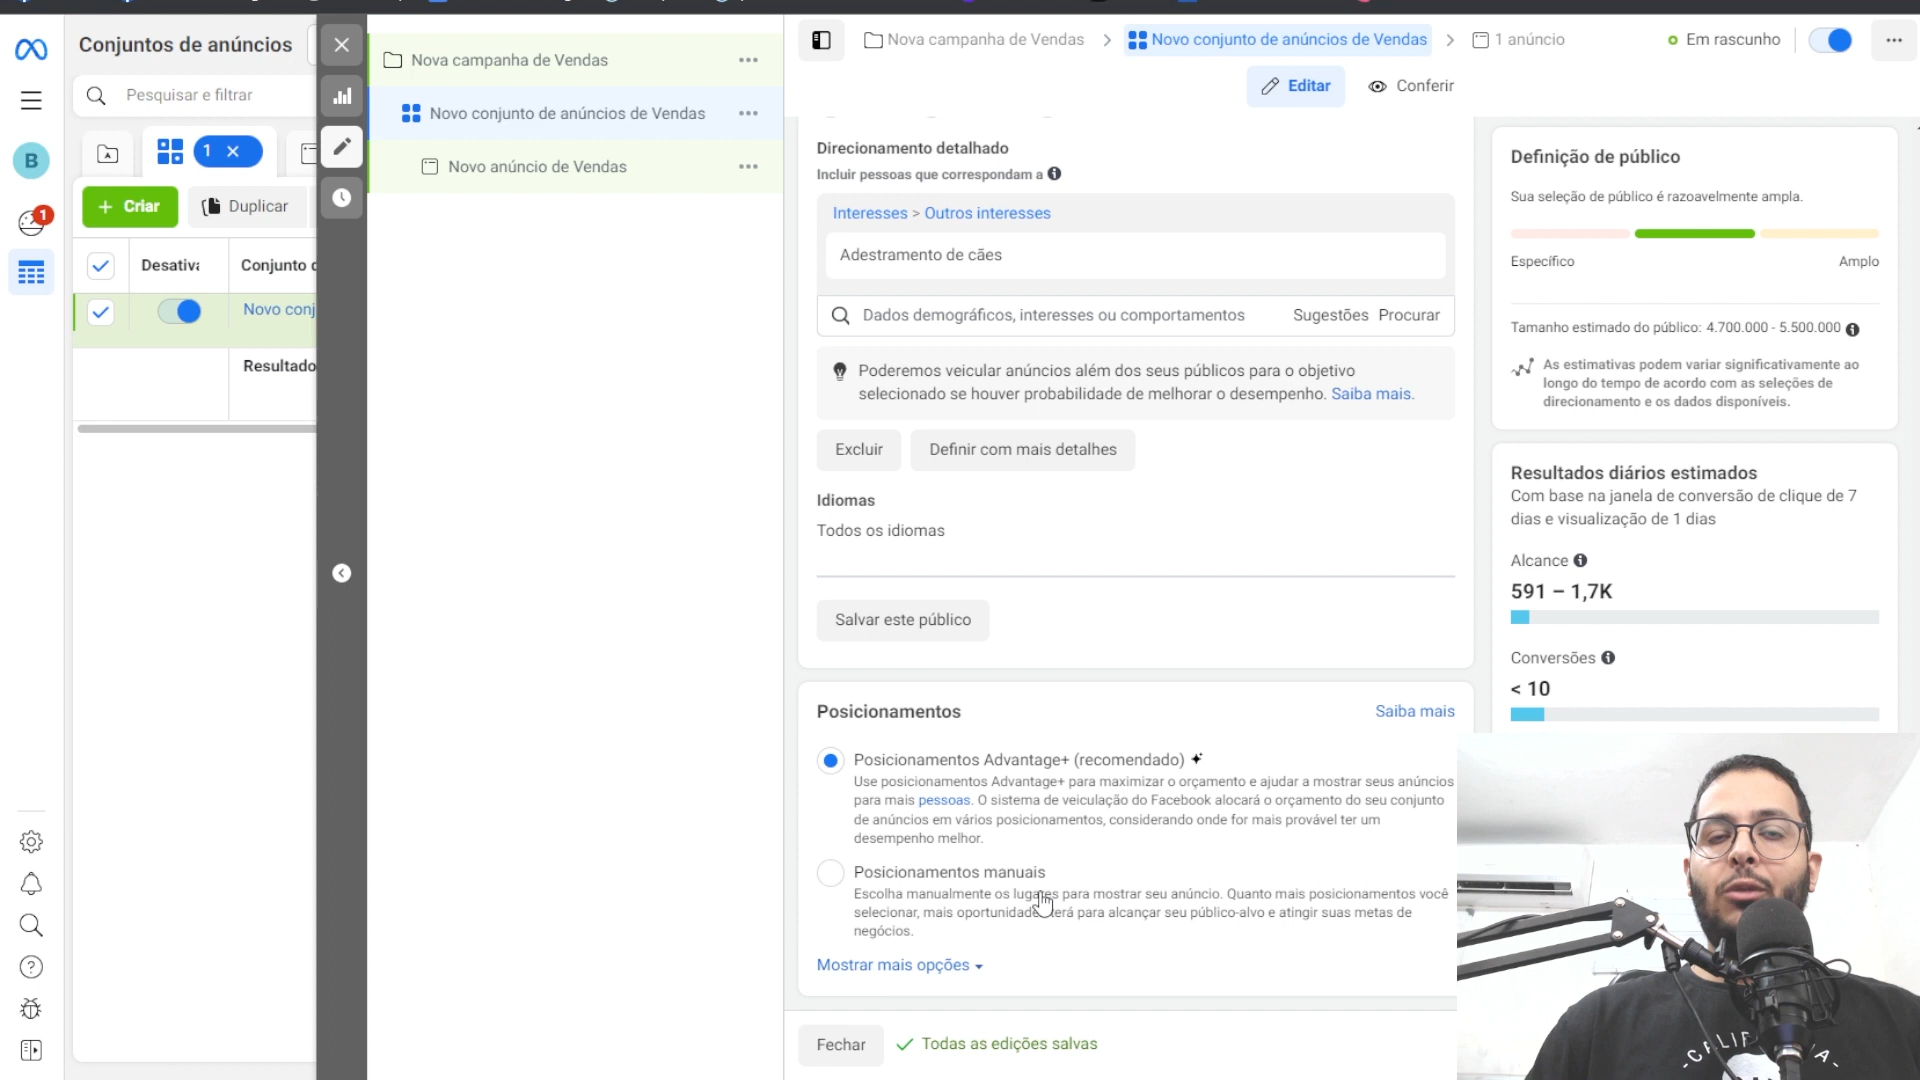 Conjuntos de anúncios
Pesquisar e filtrar
B
1
1
+ Criar
Duplicar
Desativa
Conjunto d
Novo conj
Resultado
Nova campanha de Vendas
Novo conjunto de anúncios de Vendas
Novo anúncio de Vendas
Nova campanha de Vendas > Novo conjunto de anúncios de Vendas > 1 anúncio
Em rascunho
Editar
Conferir
Direcionamento detalhado
Incluir pessoas que correspondam a
Interesses > Outros interesses
Adestramento de cães
Dados demográficos, interesses ou comportamentos
Sugestões Procurar
Poderemos veicular anúncios além dos seus públicos para o objetivo
selecionado se houver probabilidade de melhorar o desempenho. Saiba mais.
Excluir
Definir com mais detalhes
Idiomas
Todos os idiomas
Salvar este público
Posicionamentos
Saiba mais
Posicionamentos Advantage+ (recomendado)
Use posicionamentos Advantage+ para maximizar o orçamento e ajudar a mostrar seus anúncios
para mais pessoas. O sistema de veiculação do Facebook alocará o orçamento do seu conjunto
de anúncios em vários posicionamentos, considerando onde for mais provável ter um
desempenho melhor.
Posicionamentos manuais
Escolha manualmente os lugares para mostrar seu anúncio. Quanto mais posicionamentos você
selecionar, mais oportunidade terá para alcançar seu público-alvo e atingir suas metas de
negócios.
Mostrar mais opções
Fechar
Todas as edições salvas
Definição de público
Sua seleção de público é razoavelmente ampla.
Específico
Amplo
Tamanho estimado do público: 4.700.000 - 5.500.000
As estimativas podem variar significativamente ao
longo do tempo de acordo com as seleções de
direcionamento e os dados disponíveis.
Resultados diários estimados
Com base na janela de conversão de clique de 7
dias e visualização de 1 dias
Alcance
591 – 1,7K
Conversões
< 10